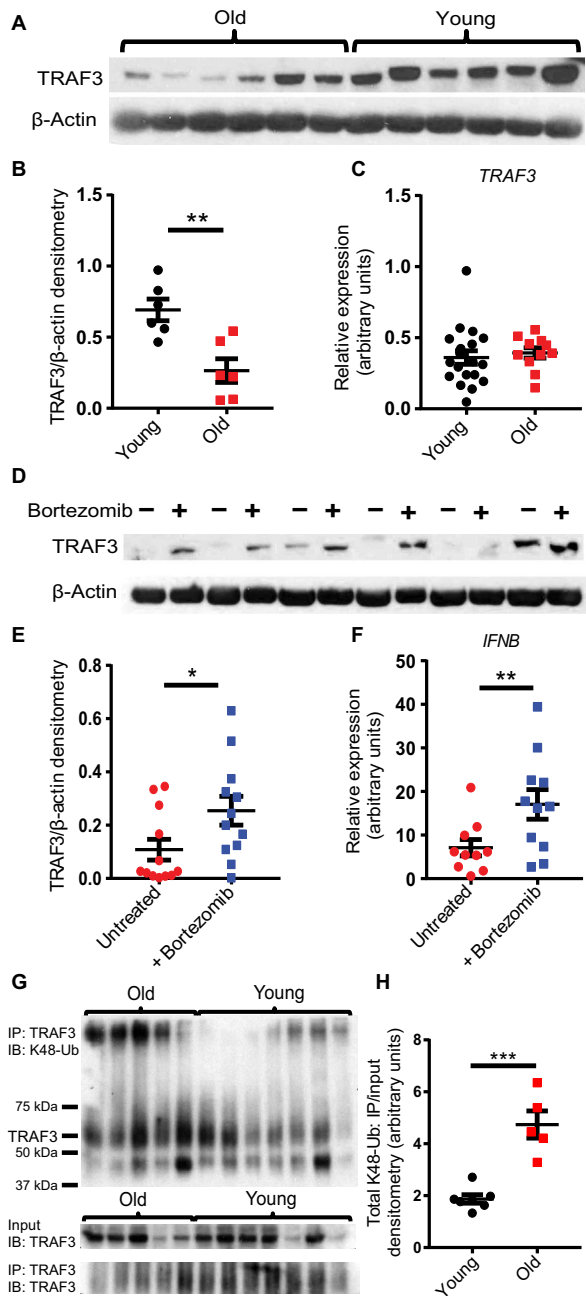 A
Old
Young
TRAF3
β-Actin
B
TRAF3/β-actin densitometry
1.5
1.0
0.5
0.0
**
Young
Old
C
TRAF3
Relative expression
(arbitrary units)
1.5
1.0
0.5
0.0
Young
Old
D
Bortezomib
− + − + − + − + − + − +
TRAF3
β-Actin
E
TRAF3/β-actin densitometry
0.8
0.6
0.4
0.2
0.0
*
Untreated
+ Bortezomib
F
IFNB
Relative expression
(arbitrary units)
50
40
30
20
10
0
**
Untreated
+ Bortezomib
G
Old
Young
IP: TRAF3
IB: K48-Ub
75 kDa
TRAF3
50 kDa
37 kDa
Old
Young
Input
IB: TRAF3
IP: TRAF3
IB: TRAF3
H
Total K48-Ub: IP/input
densitometry (arbitrary units)
8
6
4
2
0
***
Young
Old